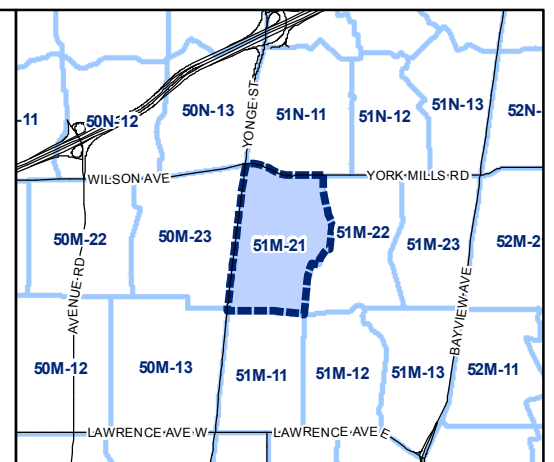 50N-13
51N-11
51N-12
51N-13
52N-
-11
50N-12
YONGE ST
WILSON AVE
YORK MILLS RD
50M-22
50M-23
51M-21
51M-22
51M-23
52M-2
AVENUE RD
BAYVIEW AVE
50M-12
50M-13
51M-11
51M-12
51M-13
52M-11
LAWRENCE AVE W
LAWRENCE AVE E